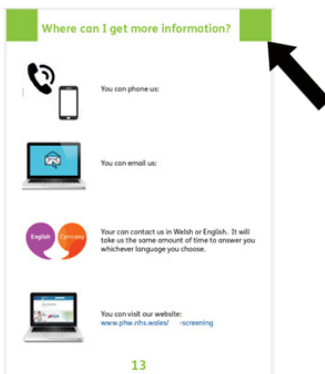 Where can I get more information?
You can phone us:
You can email us:
English
Cymraeg
Your can contact us in Welsh or English. It will
take us the same amount of time to answer you
whichever language you choose.
You can visit our website:
www.phw.nhs.wales/ -screening
13